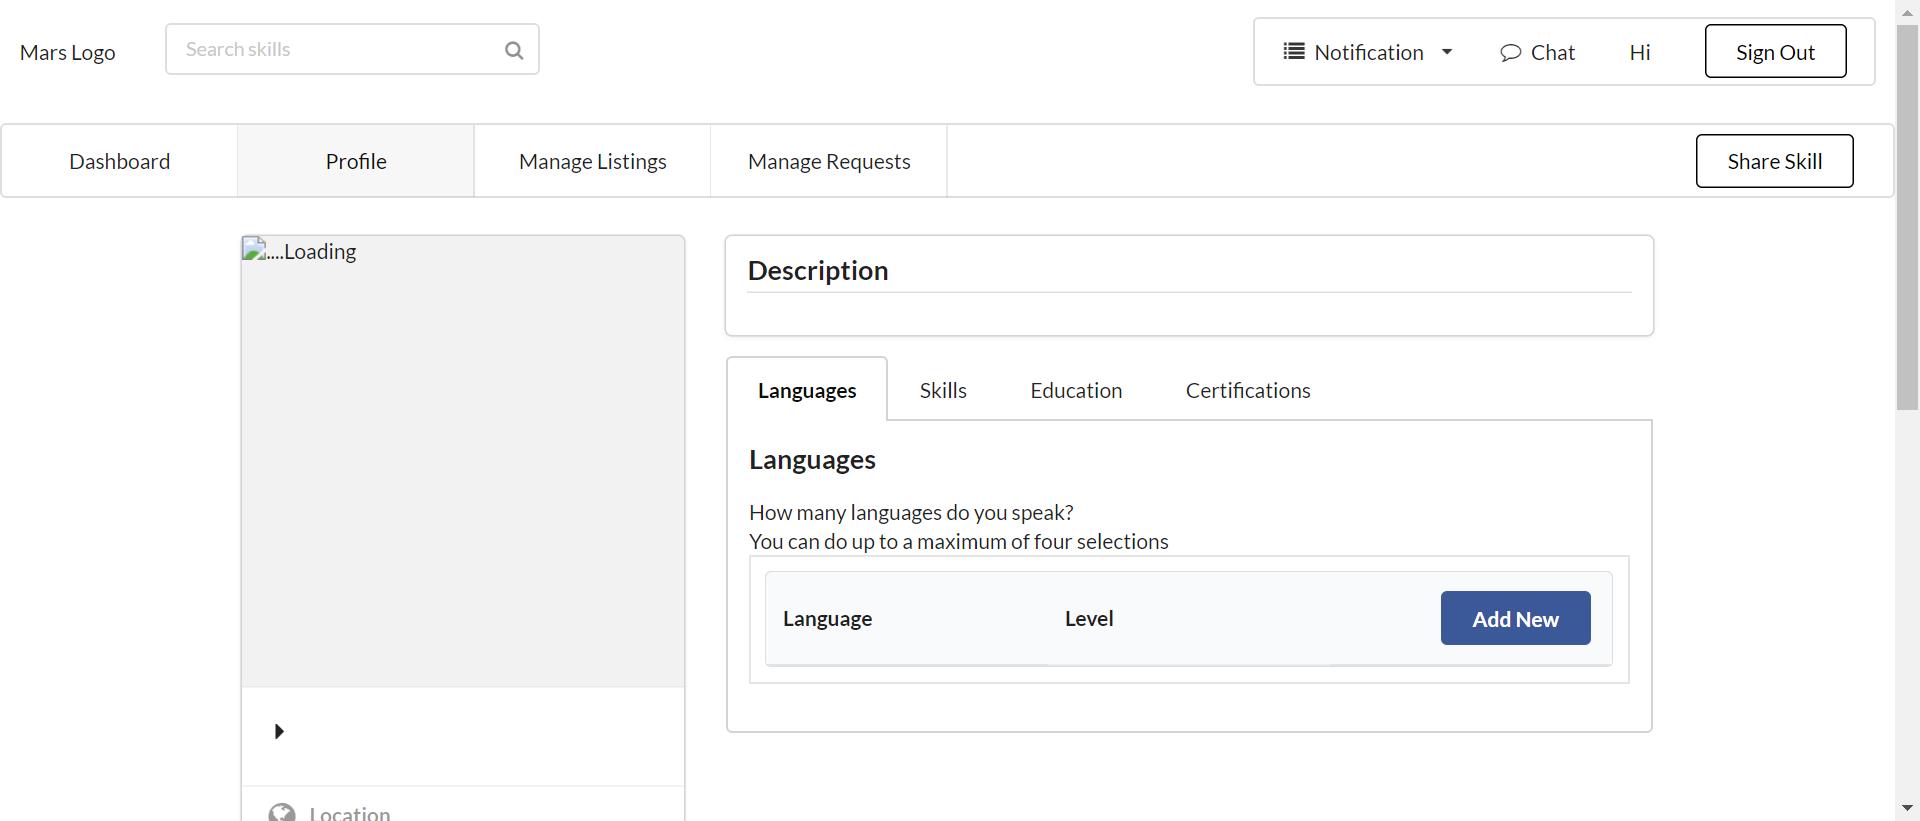 Mars Logo
Search skills
Notification
Chat
Hi
Sign Out
Dashboard
Profile
Manage Listings
Manage Requests
Share Skill
....Loading
Description
Languages
Skills
Education
Certifications
Languages
How many languages do you speak?
You can do up to a maximum of four selections
Language
Level
Add New
Location